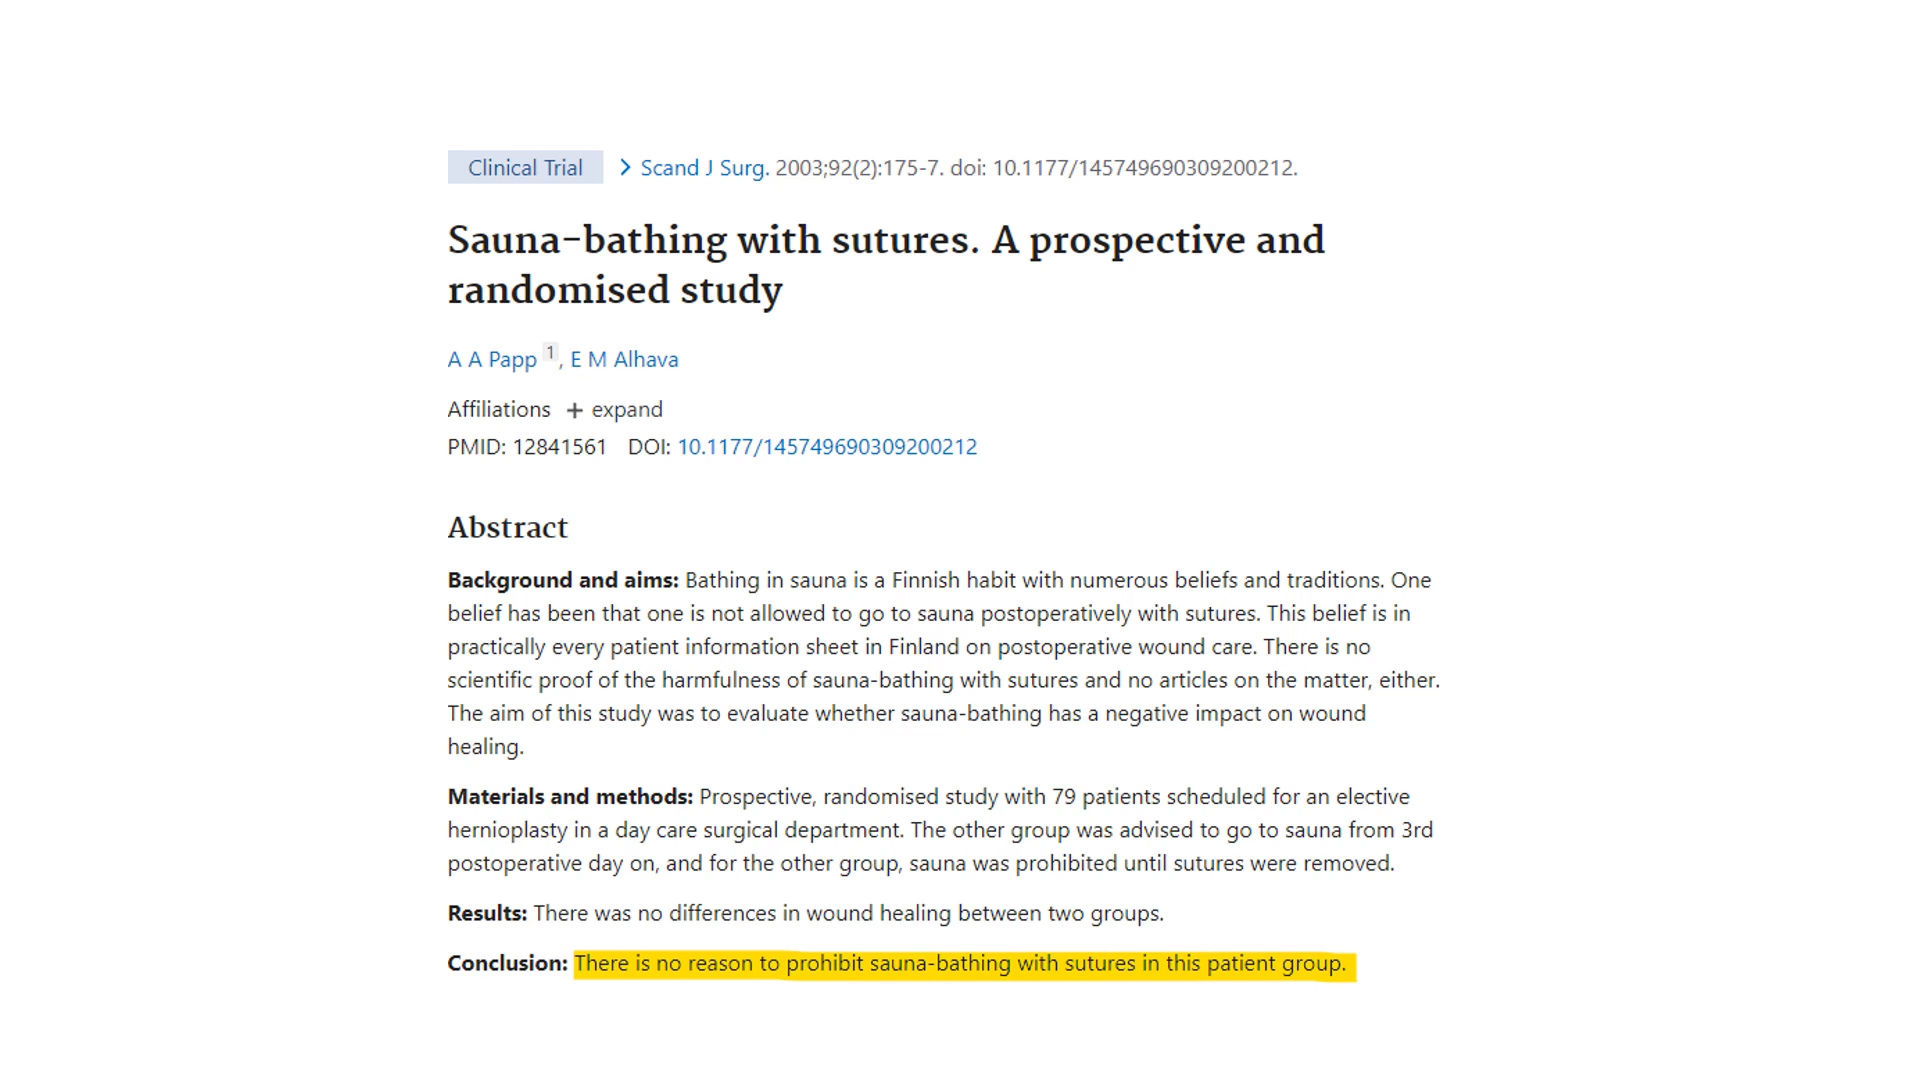 Clinical Trial > Scand J Surg. 2003;92(2):175-7. doi: 10.1177/145749690309200212.
Sauna-bathing with sutures. A prospective and
randomised study
A A Papp 1, E M Alhava
Affiliations + expand
PMID: 12841561 DOI: 10.1177/145749690309200212
Abstract
Background and aims: Bathing in sauna is a Finnish habit with numerous beliefs and traditions. One
belief has been that one is not allowed to go to sauna postoperatively with sutures. This belief is in
practically every patient information sheet in Finland on postoperative wound care. There is no
scientific proof of the harmfulness of sauna-bathing with sutures and no articles on the matter, either.
The aim of this study was to evaluate whether sauna-bathing has a negative impact on wound
healing.
Materials and methods: Prospective, randomised study with 79 patients scheduled for an elective
hernioplasty in a day care surgical department. The other group was advised to go to sauna from 3rd
postoperative day on, and for the other group, sauna was prohibited until sutures were removed.
Results: There was no differences in wound healing between two groups.
Conclusion: There is no reason to prohibit sauna-bathing with sutures in this patient group.